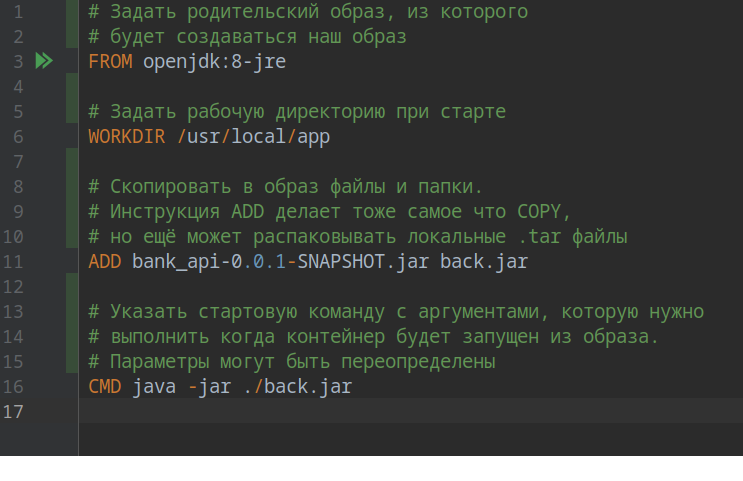 1 # Задать родительский образ, из которого
2 # будет создаваться наш образ
3 FROM openjdk:8-jre
4
5 # Задать рабочую директорию при старте
6 WORKDIR /usr/local/app
7
8 # Скопировать в образ файлы и папки.
9 # Инструкция ADD делает тоже самое что COPY,
10 # но ещё может распаковывать локальные .tar файлы
11 ADD bank_api-0.0.1-SNAPSHOT.jar back.jar
12
13 # Указать стартовую команду с аргументами, которую нужно
14 # выполнить когда контейнер будет запущен из образа.
15 # Параметры могут быть переопределены
16 CMD java -jar ./back.jar
17